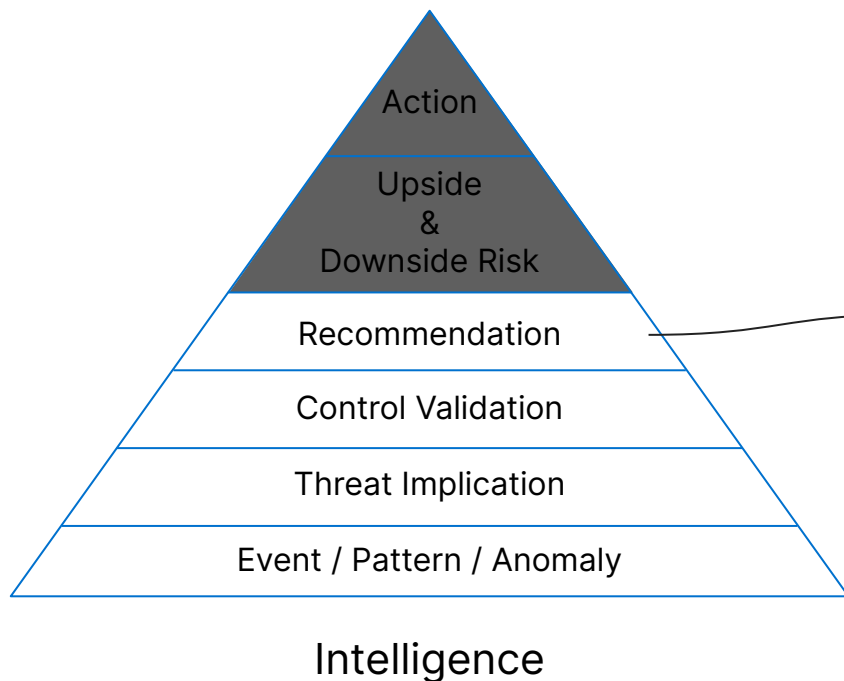 Action
Upside
&
Downside Risk
Recommendation
Control Validation
Threat Implication
Event / Pattern / Anomaly
Intelligence